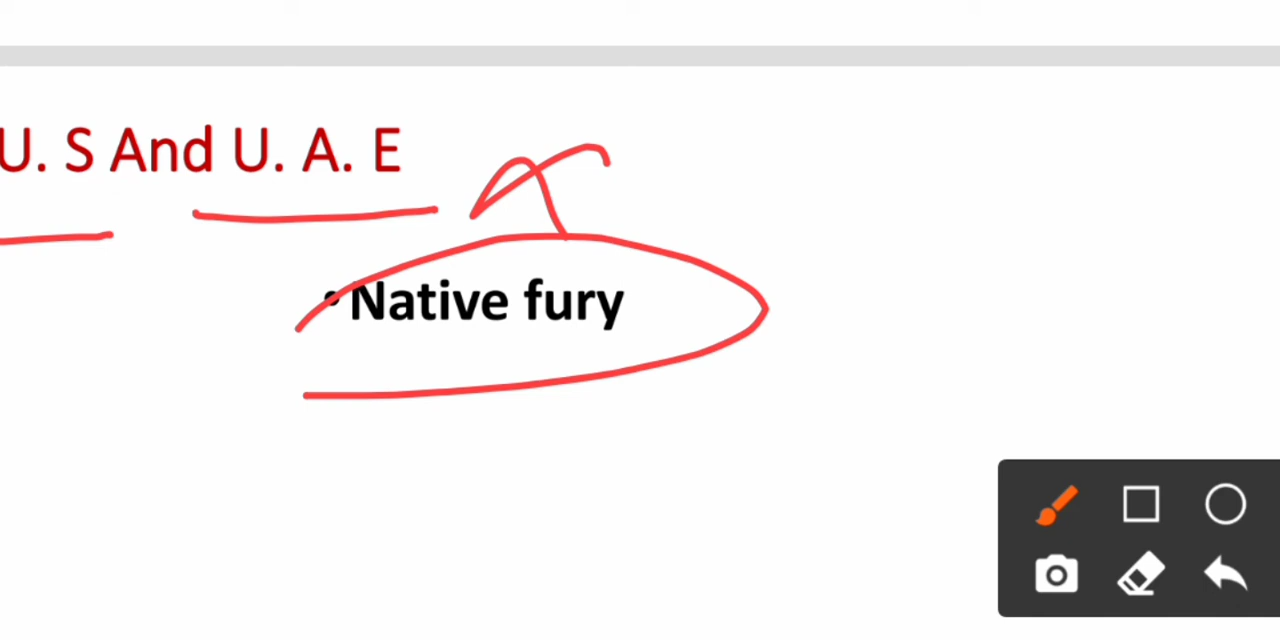 U. S And U. A. E
• Native fury